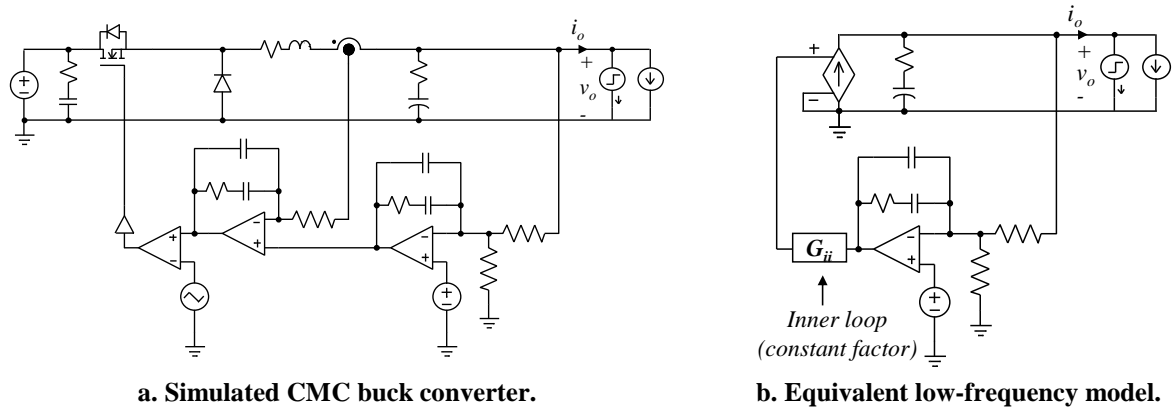 i_o
+
v_o
-
+
-
-
+
-
+
+
-
+
-
a. Simulated CMC buck converter.
i_o
+
v_o
-
+
-
G_ii
-
+
+
-
Inner loop
(constant factor)
b. Equivalent low-frequency model.